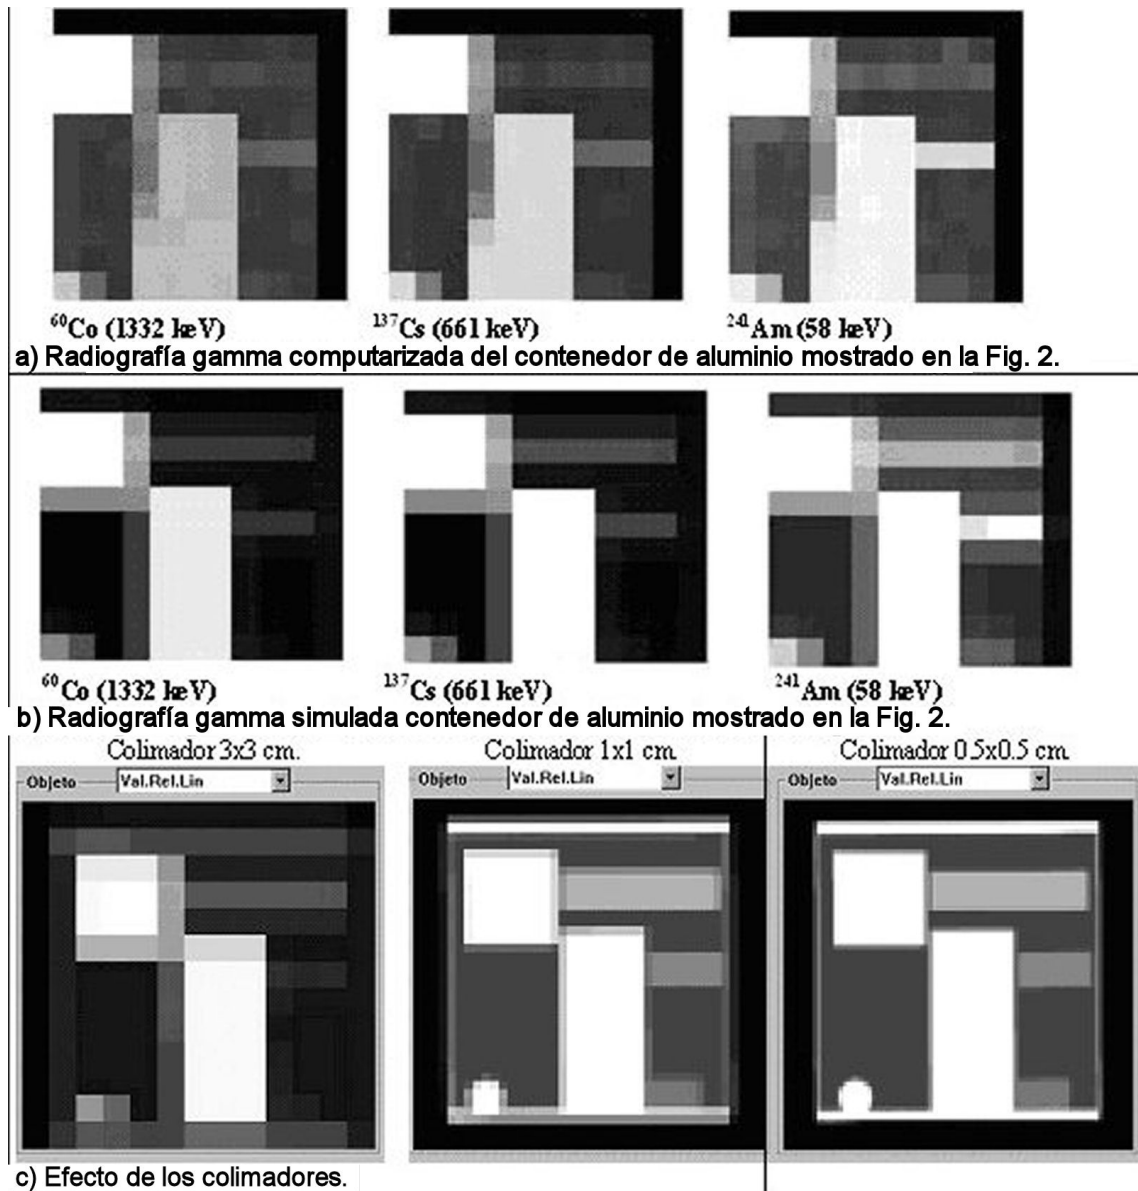 ⁶⁰Co (1332 keV) ¹³⁷Cs (661 keV) ²⁴¹Am (58 keV)
a) Radiografía gamma computarizada del contenedor de aluminio mostrado en la Fig. 2.
⁶⁰Co (1332 keV) ¹³⁷Cs (661 keV) ²⁴¹Am (58 keV)
b) Radiografía gamma simulada contenedor de aluminio mostrado en la Fig. 2.
Colimador 3x3 cm. Colimador 1x1 cm Colimador 0.5x0.5 cm
Objeto Val.Rel.Lin Objeto Val.Rel.Lin Objeto Val.Rel.Lin
c) Efecto de los colimadores.